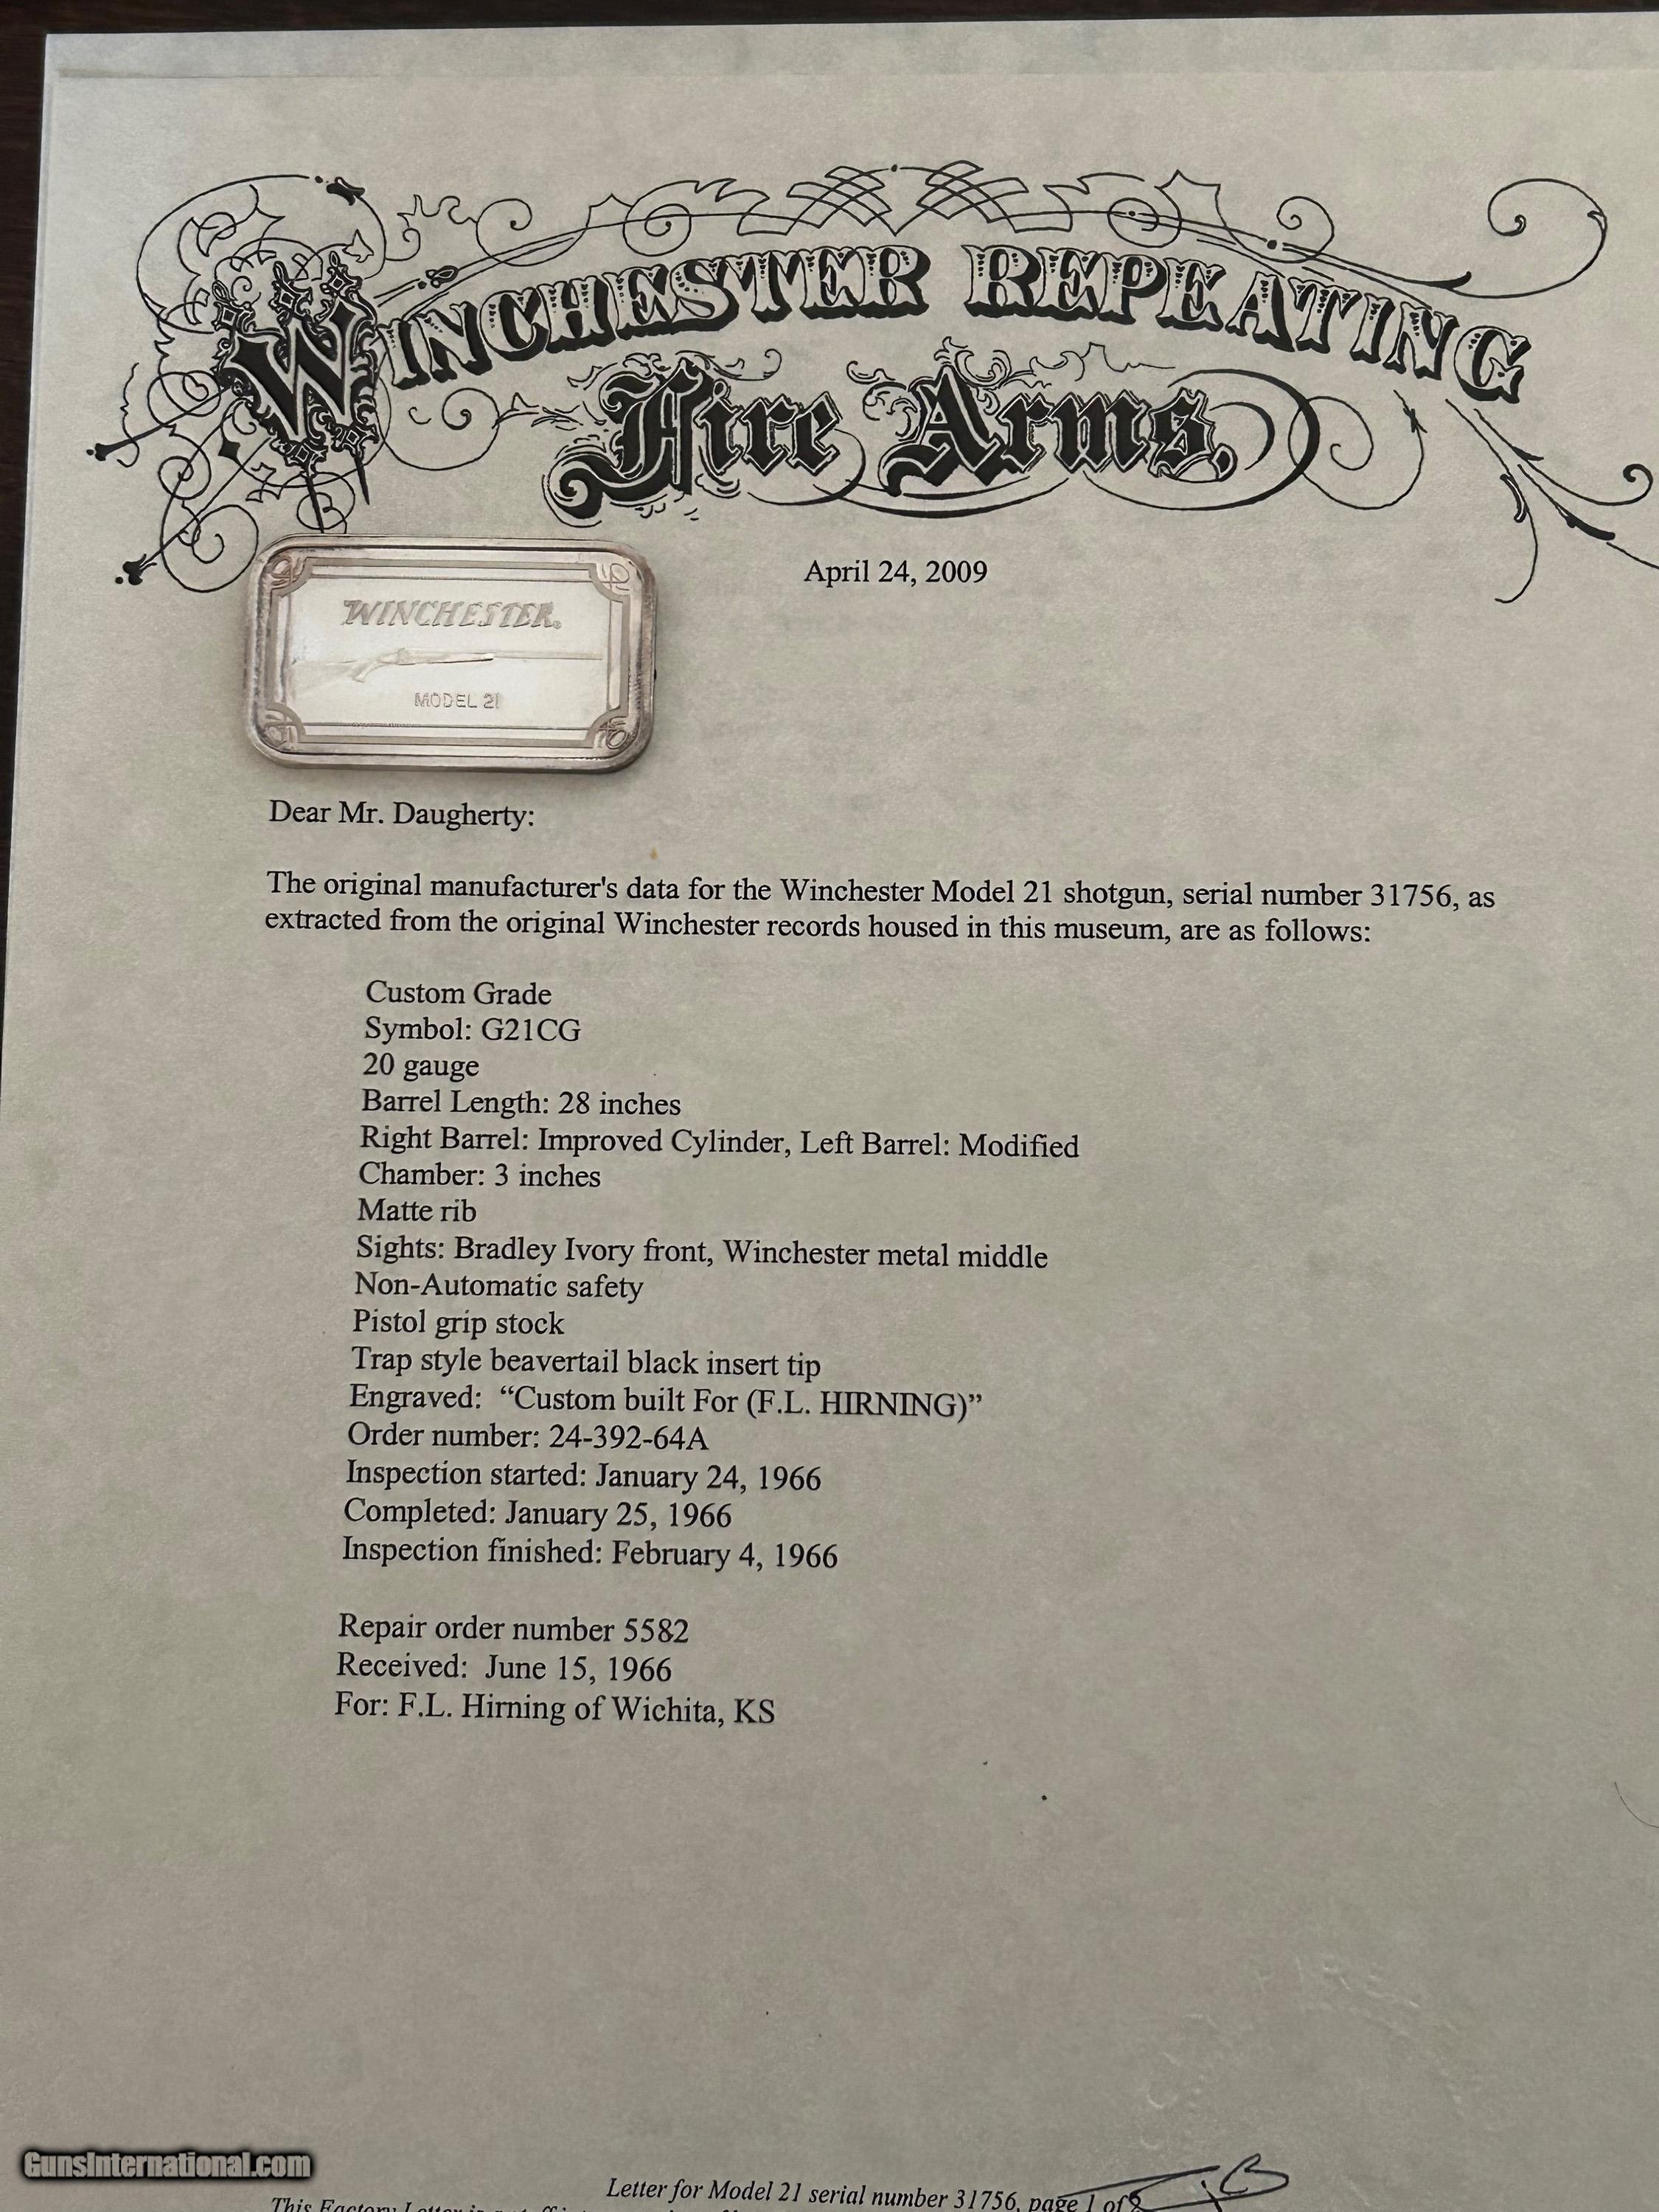 WINCHESTER REPEATING
Fire Arms.
April 24, 2009
WINCHESTER.
MODEL 21
Dear Mr. Daugherty:
The original manufacturer's data for the Winchester Model 21 shotgun, serial number 31756, as
extracted from the original Winchester records housed in this museum, are as follows:
Custom Grade
Symbol: G21CG
20 gauge
Barrel Length: 28 inches
Right Barrel: Improved Cylinder, Left Barrel: Modified
Chamber: 3 inches
Matte rib
Sights: Bradley Ivory front, Winchester metal middle
Non-Automatic safety
Pistol grip stock
Trap style beavertail black insert tip
Engraved: “Custom built For (F.L. HIRNING)”
Order number: 24-392-64A
Inspection started: January 24, 1966
Completed: January 25, 1966
Inspection finished: February 4, 1966
Repair order number 5582
Received: June 15, 1966
For: F.L. Hirning of Wichita, KS
FIRE
GunsInternational.com
Letter for Model 21 serial number 31756, page 1 of 2
This Factory Letter is